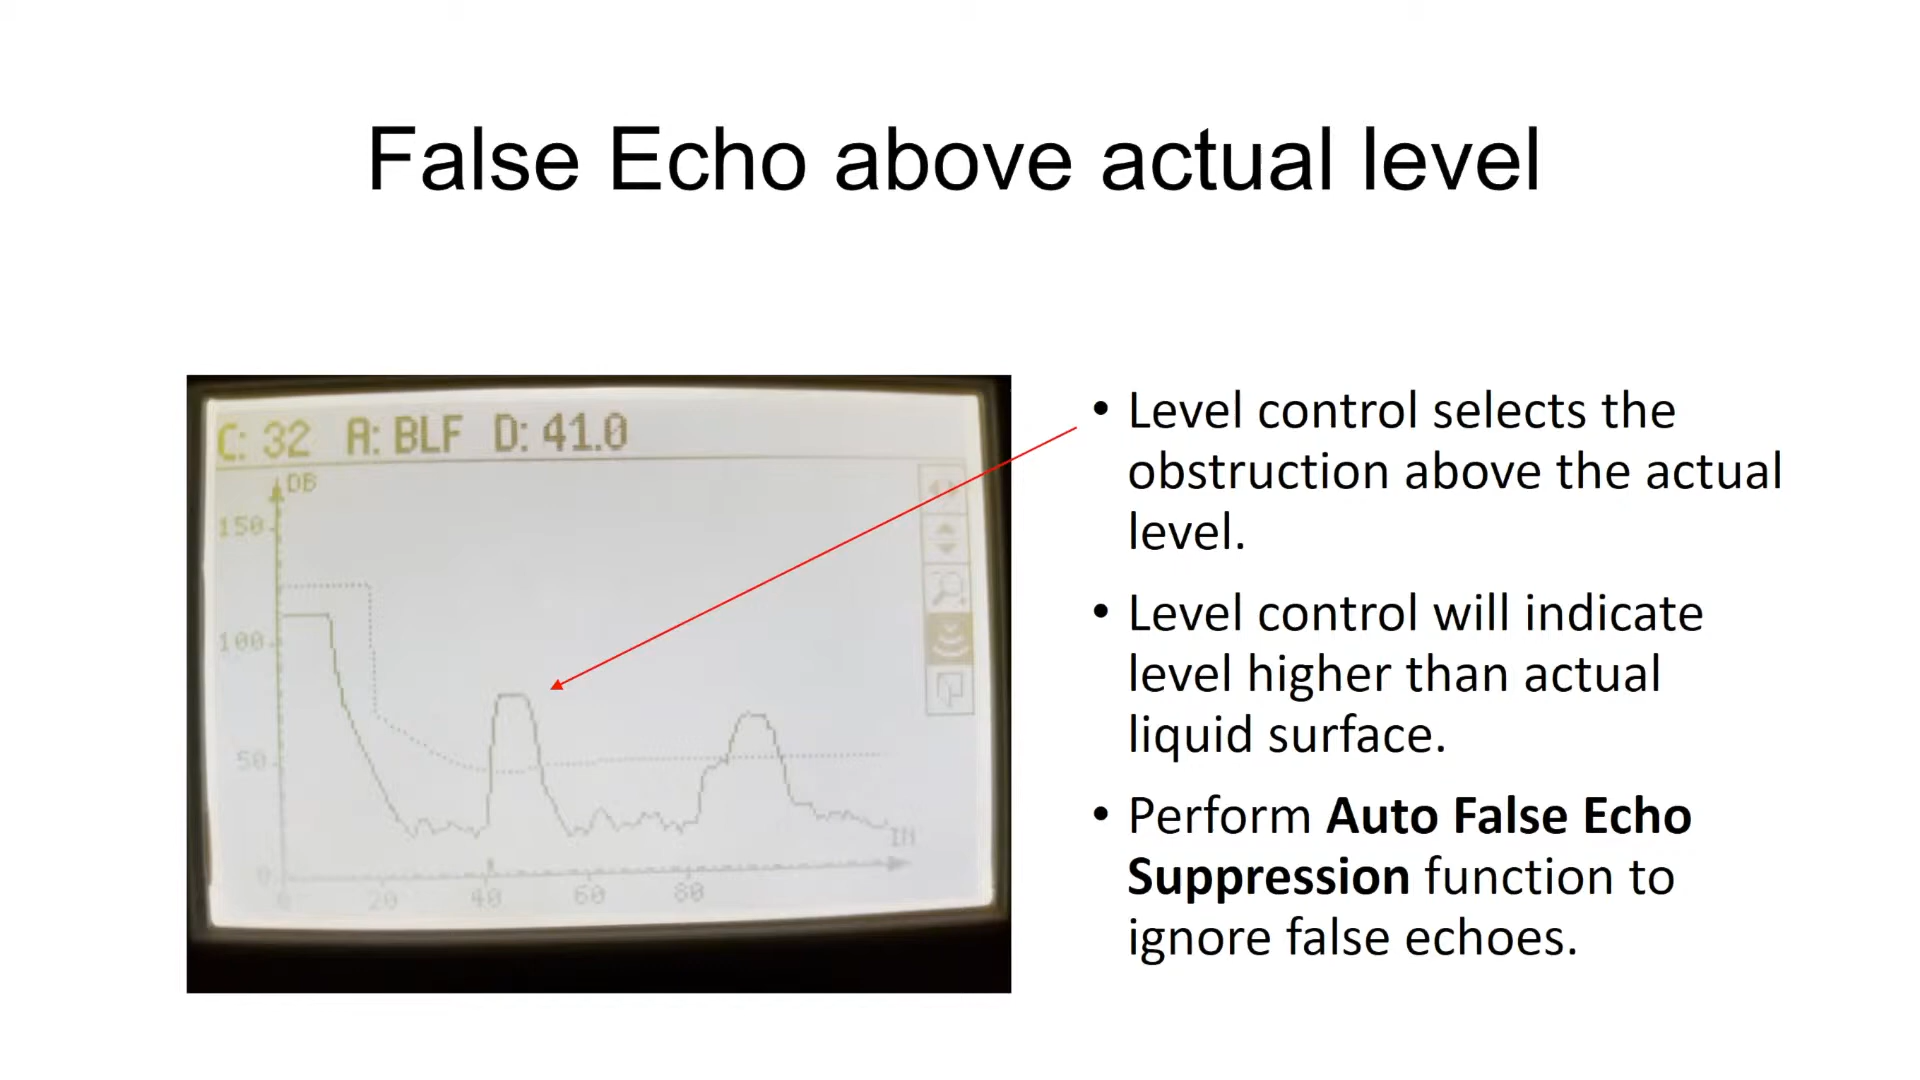 False Echo above actual level
C: 32 A: BLF D: 41.0
DB
150
100
50
0
IN
0 20 40 60 80
• Level control selects the
obstruction above the actual
level.
• Level control will indicate
level higher than actual
liquid surface.
• Perform Auto False Echo
Suppression function to
ignore false echoes.